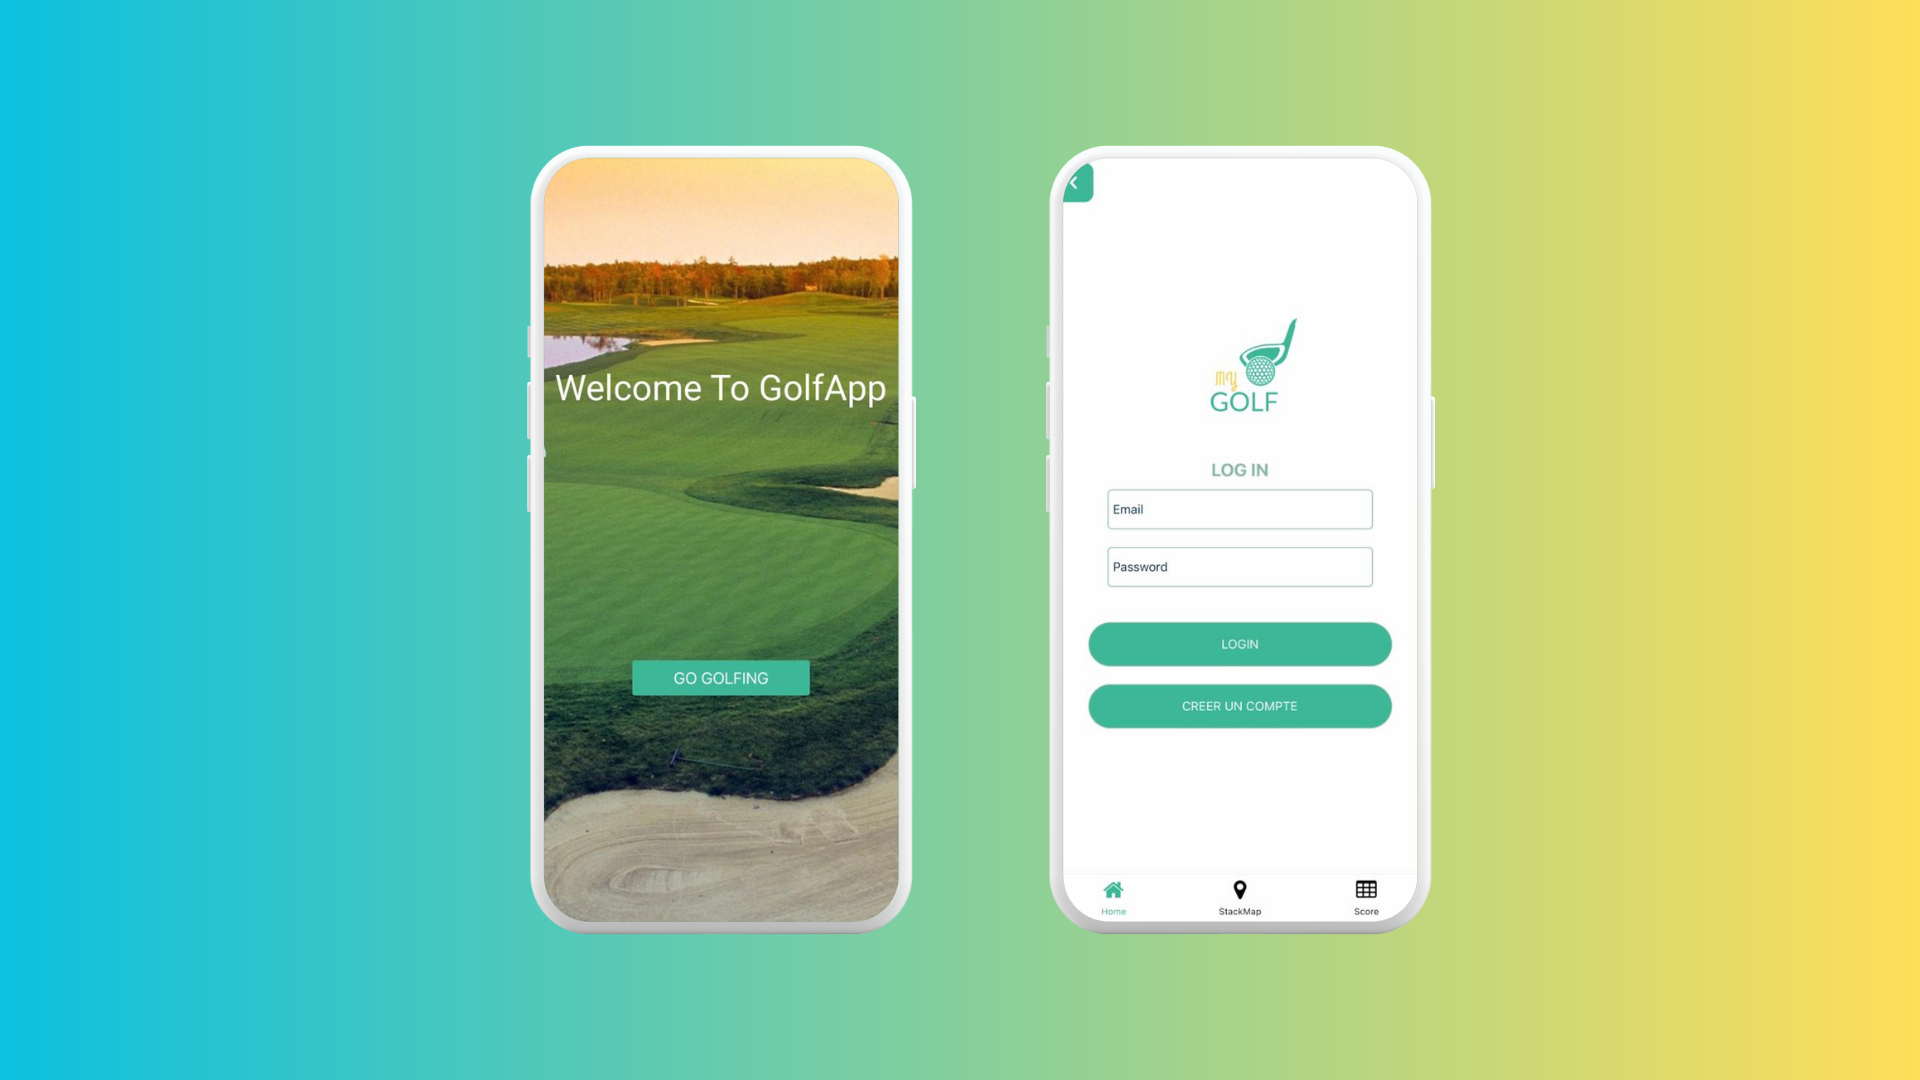 Welcome To GolfApp
GO GOLFING
my
GOLF
LOG IN
Email
Password
LOGIN
CREER UN COMPTE
Home
StackMap
Score